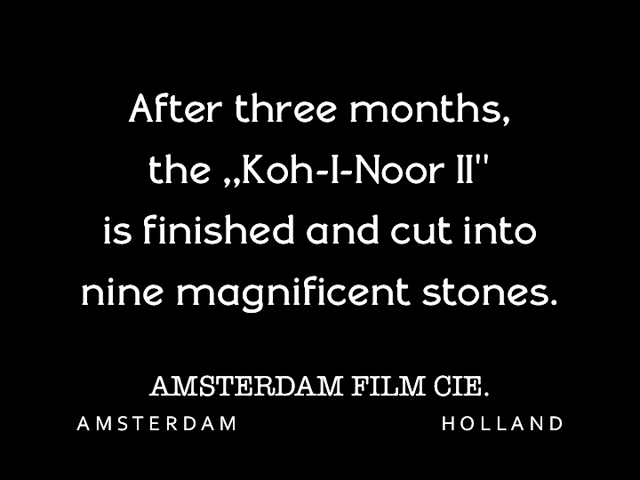 After three months,
the ,,Koh-I-Noor II"
is finished and cut into
nine magnificent stones.
AMSTERDAM FILM CIE.
AMSTERDAM HOLLAND